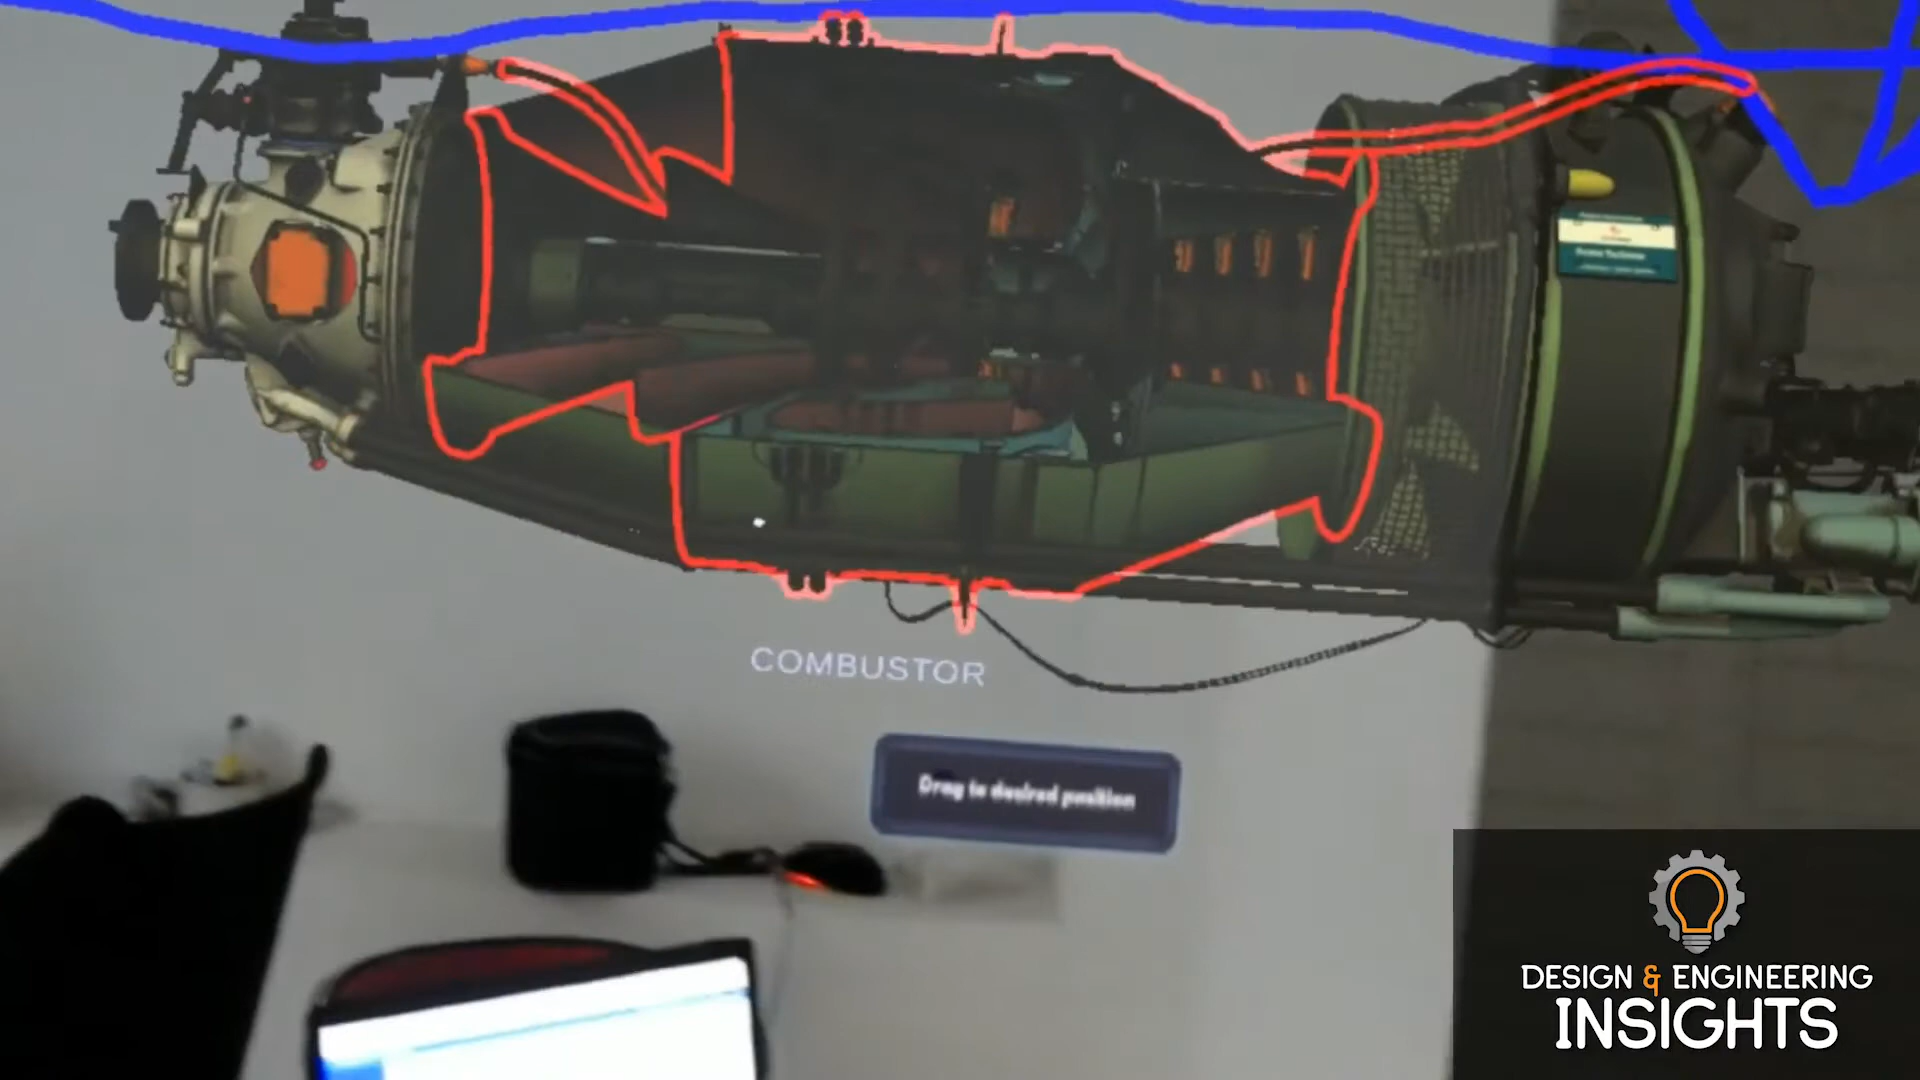 COMBUSTOR
Drag to desired position
DESIGN & ENGINEERING
INSIGHTS